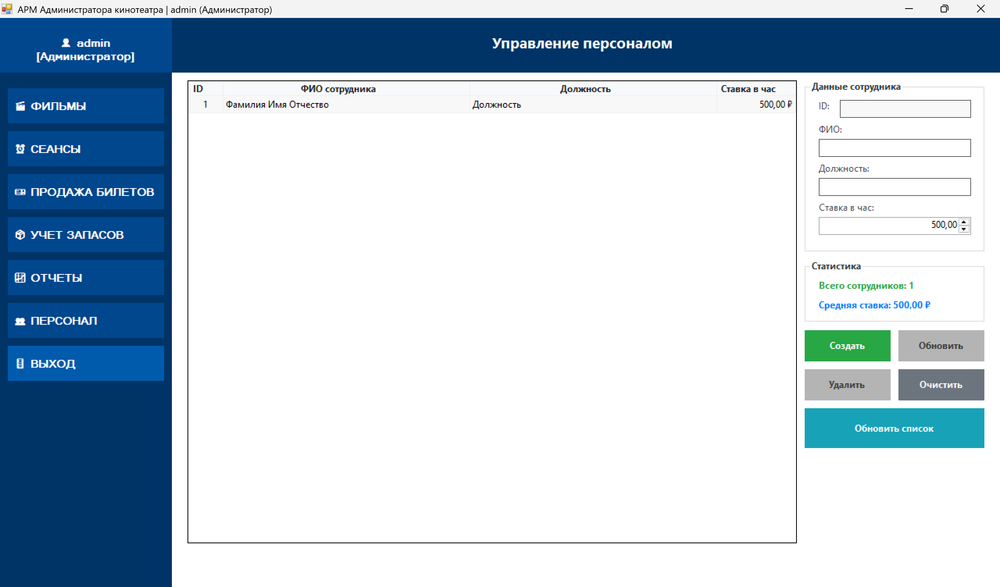 АРМ Администратора кинотеатра | admin (Администратор)
admin
[Администратор]
Управление персоналом
ФИЛЬМЫ
СЕАНСЫ
ПРОДАЖА БИЛЕТОВ
УЧЕТ ЗАПАСОВ
ОТЧЕТЫ
ПЕРСОНАЛ
ВЫХОД
ID ФИО сотрудника Должность Ставка в час
1 Фамилия Имя Отчество Должность 500,00 ₽
Данные сотрудника
ID:
ФИО:
Должность:
Ставка в час:
500,00
Статистика
Всего сотрудников: 1
Средняя ставка: 500,00 ₽
Создать Обновить
Удалить Очистить
Обновить список